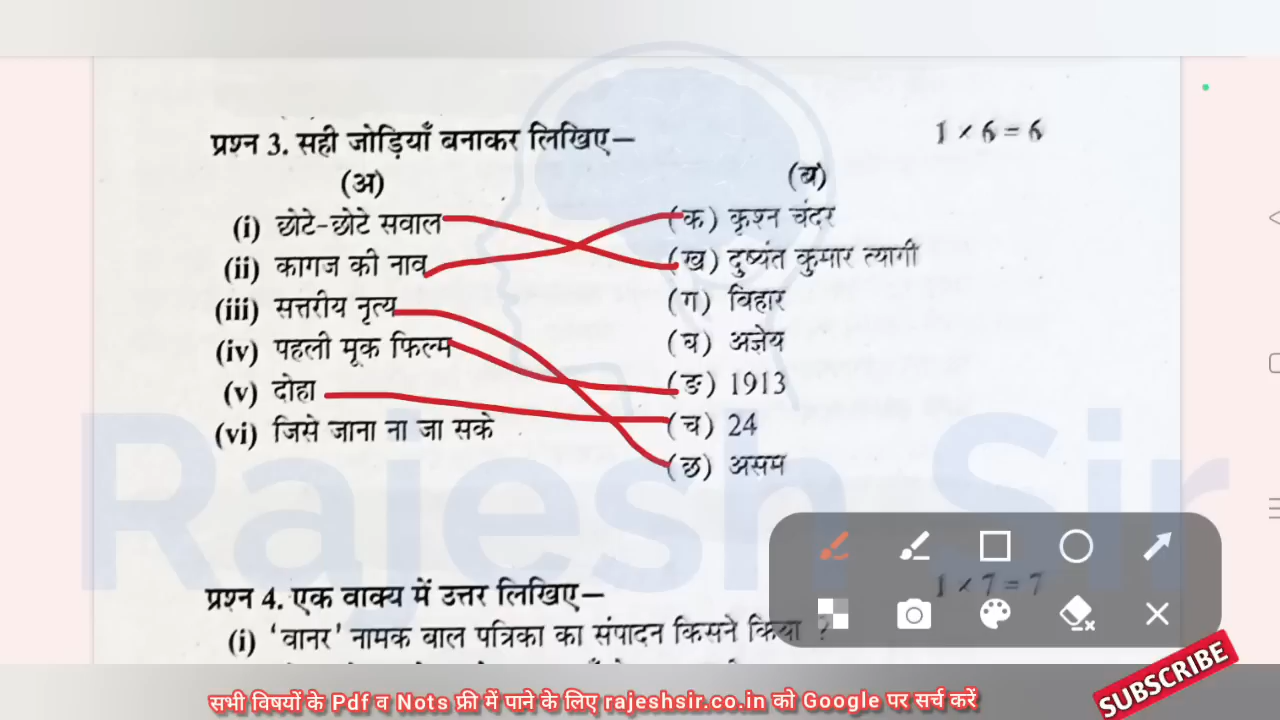 प्रश्न 3. सही जोड़ियाँ बनाकर लिखिए– 1 × 6 = 6
(अ) (ब)
(i) छोटे-छोटे सवाल (क) कृश्न चंदर
(ii) कागज की नाव (ख) दुष्यंत कुमार त्यागी
(iii) सत्तरीय नृत्य (ग) विहार
(iv) पहली मूक फिल्म (घ) अज्ञेय
(v) दोहा (ङ) 1913
(vi) जिसे जाना ना जा सके (च) 24
(छ) असम
Rajesh Sir
प्रश्न 4. एक वाक्य में उत्तर लिखिए– 1 × 7 = 7
(i) ‘वानर’ नामक बाल पत्रिका का संपादन किसने किया ?
सभी विषयों के Pdf व Nots फ्री में पाने के लिए rajeshsir.co.in को Google पर सर्च करें
SUBSCRIBE